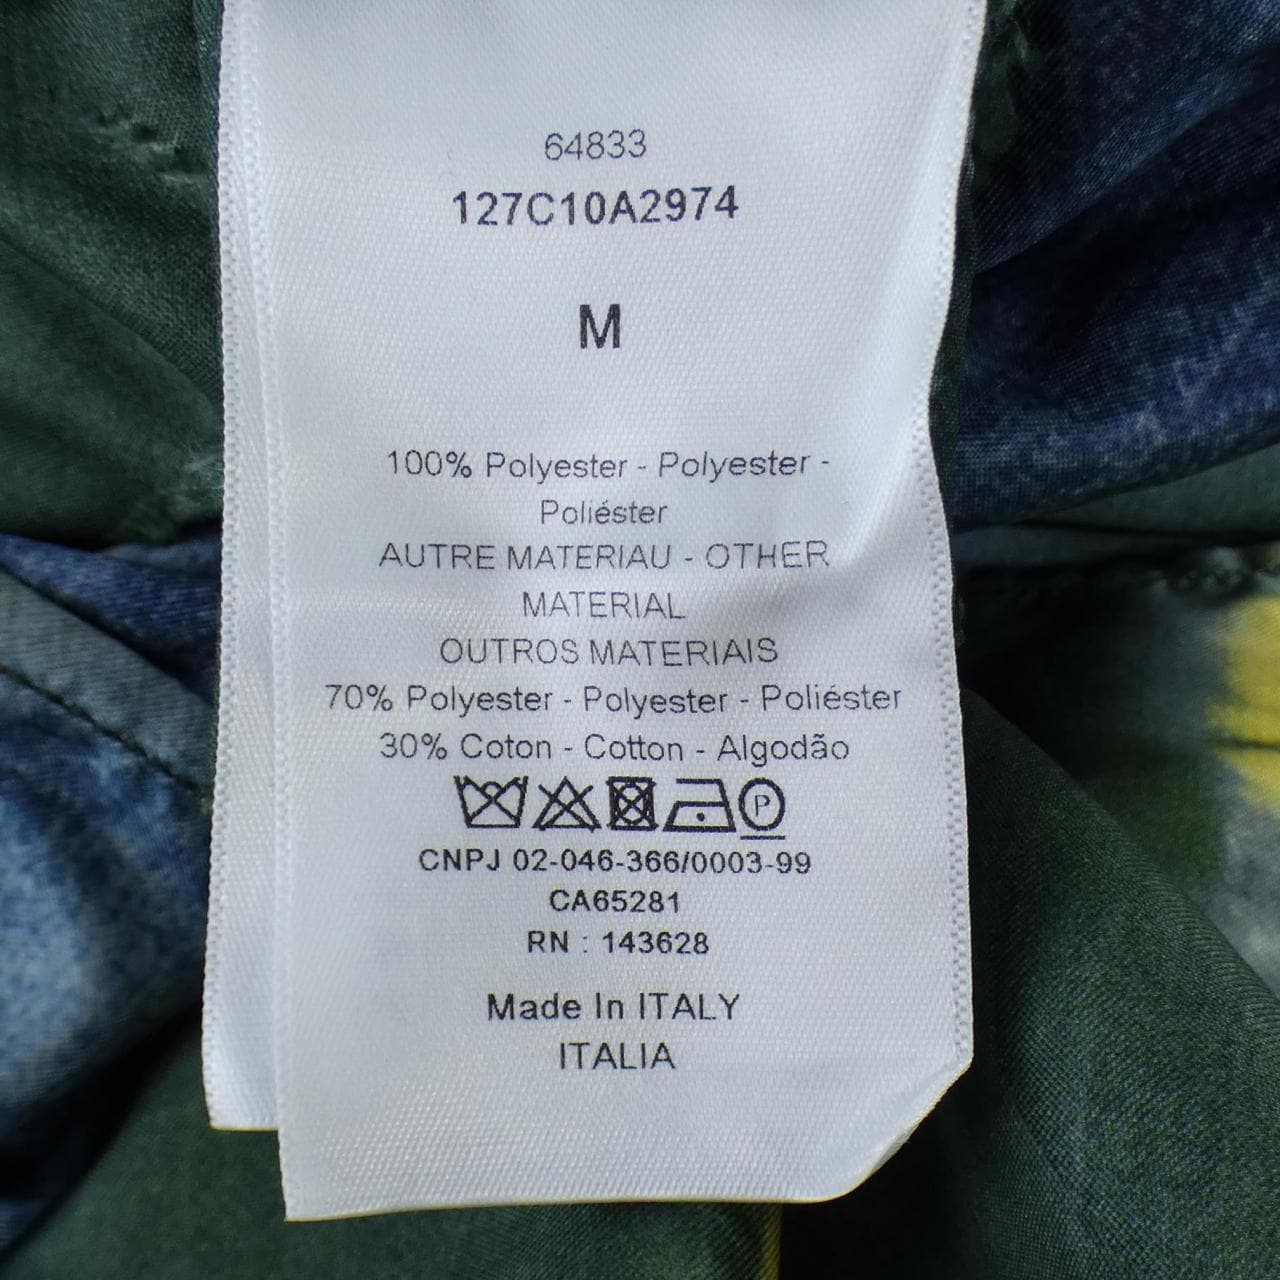 64833
127C10A2974
M
100% Polyester - Polyester -
Poliéster
AUTRE MATERIAU - OTHER
MATERIAL
OUTROS MATERIAIS
70% Polyester - Polyester - Poliéster
30% Coton - Cotton - Algodão
P
CNPJ 02-046-366/0003-99
CA65281
RN : 143628
Made In ITALY
ITALIA